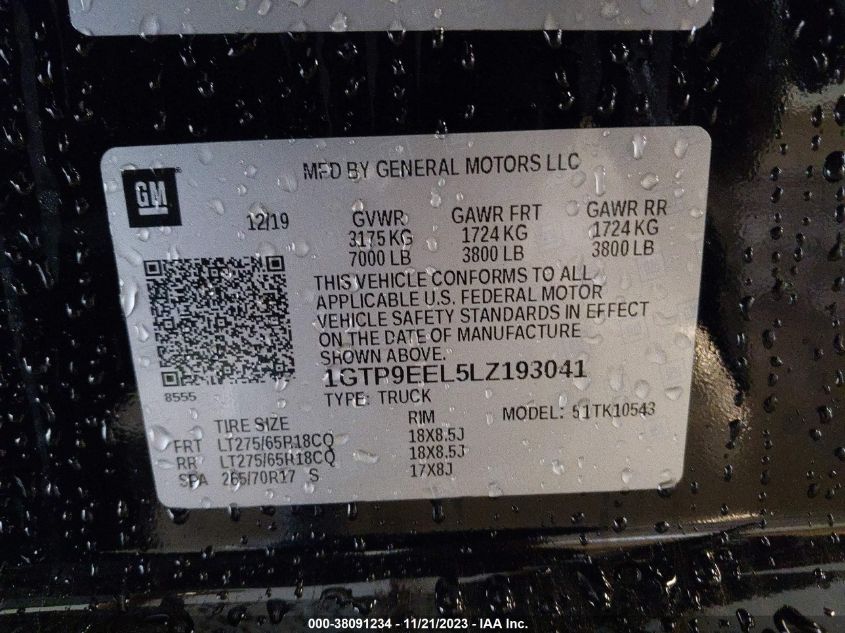 MFD BY GENERAL MOTORS LLC
GM
12/19 GVWR GAWR FRT GAWR RR
3175 KG 1724 KG 1724 KG
7000 LB 3800 LB 3800 LB
THIS VEHICLE CONFORMS TO ALL
APPLICABLE U.S. FEDERAL MOTOR
VEHICLE SAFETY STANDARDS IN EFFECT
ON THE DATE OF MANUFACTURE
SHOWN ABOVE.
8555
1GTP9EEL5LZ193041
TYPE: TRUCK MODEL: 51TK10543
TIRE SIZE RIM
FRT LT275/65R18CQ 18X8.5J
RR LT275/65R18CQ 18X8.5J
SPA 265/70R17 S 17X8J
000-38091234 - 11/21/2023 - IAA Inc.